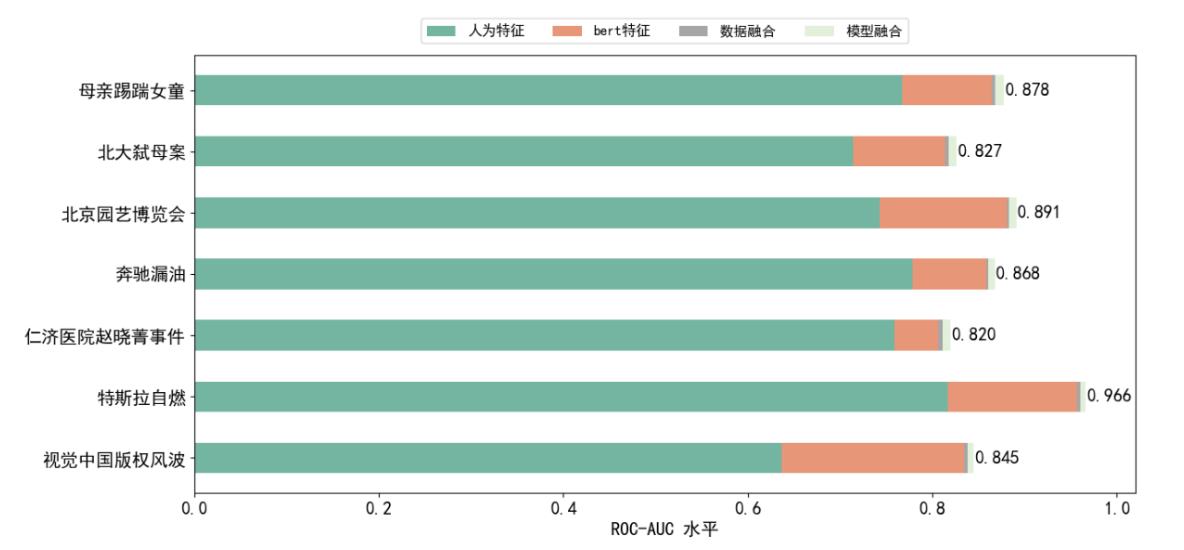 人为特征 bert特征 数据融合 模型融合
母亲踢踹女童 0.878
北大弑母案 0.827
北京园艺博览会 0.891
奔驰漏油 0.868
仁济医院赵晓菁事件 0.820
特斯拉自燃 0.966
视觉中国版权风波 0.845
0.0 0.2 0.4 0.6 0.8 1.0
ROC-AUC 水平